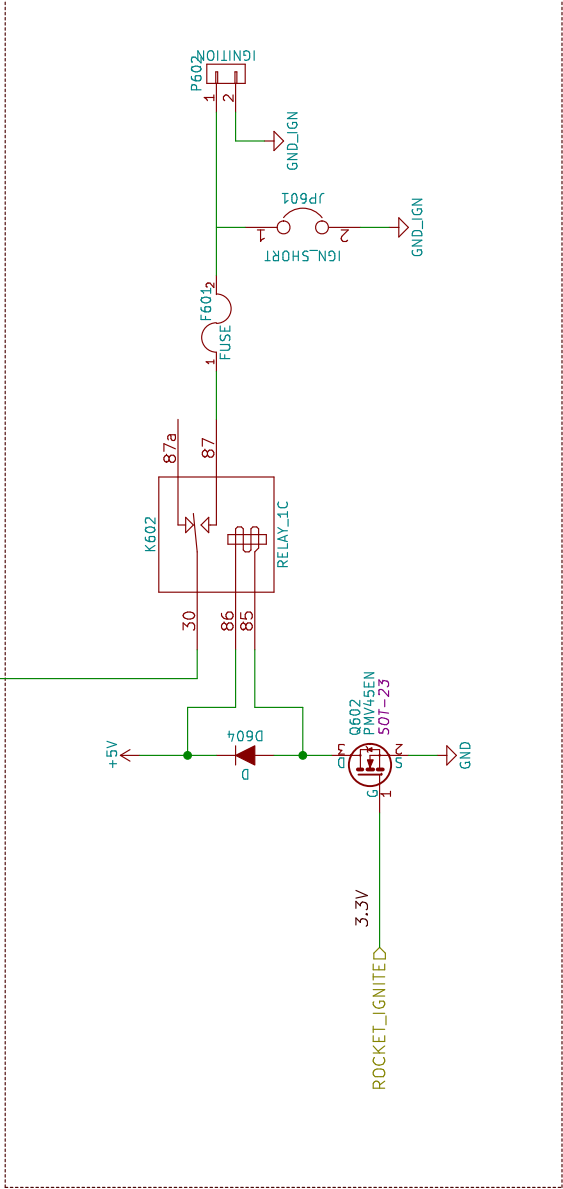 IGNITION
P602
1
2
GND_IGN
JP601
1
2
IGN_SHORT
GND_IGN
2
F601
FUSE
1
87a
87
K602
RELAY_1C
30
86
85
Q602
PMV45EN
SOT-23
+5V
D604
D
3
D
2
S
GND
G
1
3.3V
ROCKET_IGNITED